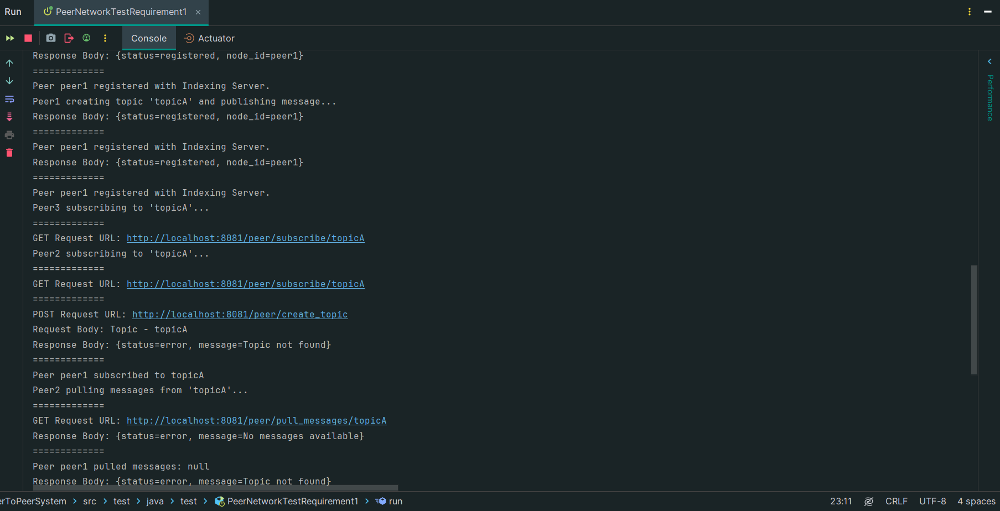 Run PeerNetworkTestRequirement1
Console Actuator
Response Body: {status=registered, node_id=peer1}
=============
Peer peer1 registered with Indexing Server.
Peer1 creating topic 'topicA' and publishing message...
Response Body: {status=registered, node_id=peer1}
=============
Peer peer1 registered with Indexing Server.
Response Body: {status=registered, node_id=peer1}
=============
Peer peer1 registered with Indexing Server.
Peer3 subscribing to 'topicA'...
=============
GET Request URL: http://localhost:8081/peer/subscribe/topicA
Peer2 subscribing to 'topicA'...
=============
GET Request URL: http://localhost:8081/peer/subscribe/topicA
=============
POST Request URL: http://localhost:8081/peer/create_topic
Request Body: Topic - topicA
Response Body: {status=error, message=Topic not found}
=============
Peer peer1 subscribed to topicA
Peer2 pulling messages from 'topicA'...
=============
GET Request URL: http://localhost:8081/peer/pull_messages/topicA
Response Body: {status=error, message=No messages available}
=============
Peer peer1 pulled messages: null
Response Body: {status=error, message=Topic not found}
Performance
erToPeerSystem > src > test > java > test > PeerNetworkTestRequirement1 > run 23:11 CRLF UTF-8 4 spaces